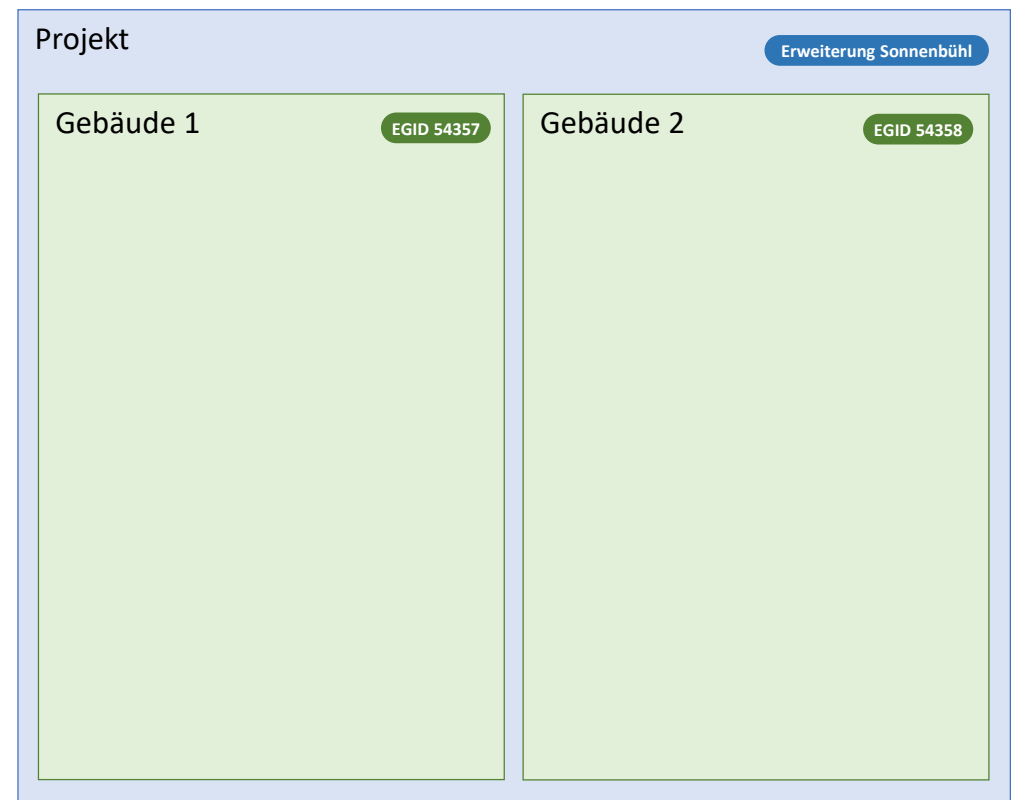 Projekt
Erweiterung Sonnenbühl
Gebäude 1
EGID 54357
Gebäude 2
EGID 54358